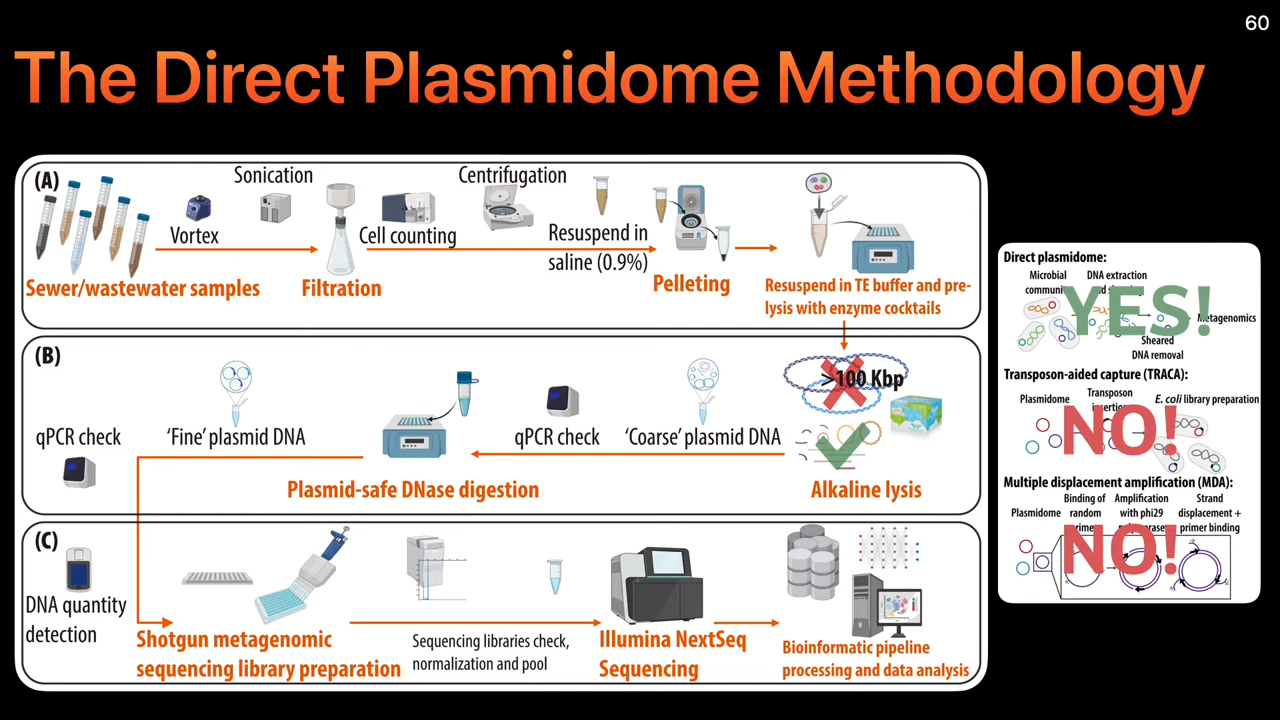 60
The Direct Plasmidome Methodology
(A)
Sonication
Centrifugation
Vortex
Cell counting
Resuspend in
saline (0.9%)
Sewer/wastewater samples
Filtration
Pelleting
Resuspend in TE buffer and pre-
lysis with enzyme cocktails
(B)
>100 Kbp
qPCR check
'Fine' plasmid DNA
qPCR check
'Coarse' plasmid DNA
Plasmid-safe DNase digestion
Alkaline lysis
(C)
DNA quantity
detection
Shotgun metagenomic
sequencing library preparation
Sequencing libraries check,
normalization and pool
Illumina NextSeq
Sequencing
Bioinformatic pipeline
processing and data analysis
Direct plasmidome:
Microbial
DNA extraction
YES!
Metagenomics
Sheared
DNA removal
Transposon-aided capture (TRACA):
Plasmidome
Transposon
E. coli library preparation
NO!
Multiple displacement amplification (MDA):
Plasmidome
Binding of
random
Amplification
with phi29
Strand
displacement +
primer binding
NO!